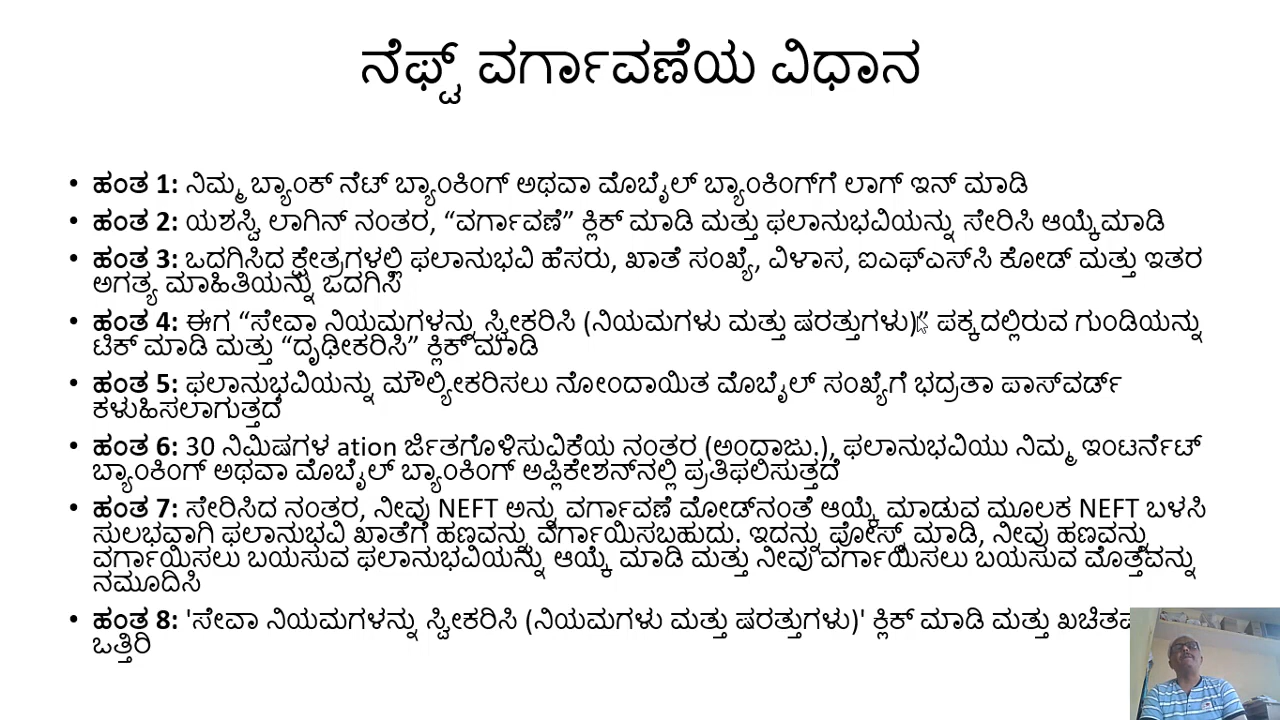 ನೆಫ್ಟ್ ವರ್ಗಾವಣೆಯ ವಿಧಾನ
• ಹಂತ 1: ನಿಮ್ಮ ಬ್ಯಾಂಕ್ ನೆಟ್ ಬ್ಯಾಂಕಿಂಗ್ ಅಥವಾ ಮೊಬೈಲ್ ಬ್ಯಾಂಕಿಂಗ್‌ಗೆ ಲಾಗ್ ಇನ್ ಮಾಡಿ
• ಹಂತ 2: ಯಶಸ್ವಿ ಲಾಗಿನ್ ನಂತರ, “ವರ್ಗಾವಣೆ” ಕ್ಲಿಕ್ ಮಾಡಿ ಮತ್ತು ಫಲಾನುಭವಿಯನ್ನು ಸೇರಿಸಿ ಆಯ್ಕೆಮಾಡಿ
• ಹಂತ 3: ಒದಗಿಸಿದ ಕ್ಷೇತ್ರಗಳಲ್ಲಿ ಫಲಾನುಭವಿ ಹೆಸರು, ಖಾತೆ ಸಂಖ್ಯೆ, ವಿಳಾಸ, ಐಎಫ್‌ಎಸ್‌ಸಿ ಕೋಡ್ ಮತ್ತು ಇತರ
ಅಗತ್ಯ ಮಾಹಿತಿಯನ್ನು ಒದಗಿಸಿ
• ಹಂತ 4: ಈಗ “ಸೇವಾ ನಿಯಮಗಳನ್ನು ಸ್ವೀಕರಿಸಿ (ನಿಯಮಗಳು ಮತ್ತು ಷರತ್ತುಗಳು)” ಪಕ್ಕದಲ್ಲಿರುವ ಗುಂಡಿಯನ್ನು
ಟಿಕ್ ಮಾಡಿ ಮತ್ತು “ದೃಢೀಕರಿಸಿ” ಕ್ಲಿಕ್ ಮಾಡಿ
• ಹಂತ 5: ಫಲಾನುಭವಿಯನ್ನು ಮೌಲ್ಯೀಕರಿಸಲು ನೋಂದಾಯಿತ ಮೊಬೈಲ್ ಸಂಖ್ಯೆಗೆ ಭದ್ರತಾ ಪಾಸ್‌ವರ್ಡ್
ಕಳುಹಿಸಲಾಗುತ್ತದೆ
• ಹಂತ 6: 30 ನಿಮಿಷಗಳ ation ರ್ಜಿತಗೊಳಿಸುವಿಕೆಯ ನಂತರ (ಅಂದಾಜು.), ಫಲಾನುಭವಿಯು ನಿಮ್ಮ ಇಂಟರ್ನೆಟ್
ಬ್ಯಾಂಕಿಂಗ್ ಅಥವಾ ಮೊಬೈಲ್ ಬ್ಯಾಂಕಿಂಗ್ ಅಪ್ಲಿಕೇಶನ್‌ನಲ್ಲಿ ಪ್ರತಿಫಲಿಸುತ್ತದೆ
• ಹಂತ 7: ಸೇರಿಸಿದ ನಂತರ, ನೀವು NEFT ಅನ್ನು ವರ್ಗಾವಣೆ ಮೋಡ್‌ನಂತೆ ಆಯ್ಕೆ ಮಾಡುವ ಮೂಲಕ NEFT ಬಳಸಿ
ಸುಲಭವಾಗಿ ಫಲಾನುಭವಿ ಖಾತೆಗೆ ಹಣವನ್ನು ವರ್ಗಾಯಿಸಬಹುದು. ಇದನ್ನು ಪೋಸ್ಟ್ ಮಾಡಿ, ನೀವು ಹಣವನ್ನು
ವರ್ಗಾಯಿಸಲು ಬಯಸುವ ಫಲಾನುಭವಿಯನ್ನು ಆಯ್ಕೆ ಮಾಡಿ ಮತ್ತು ನೀವು ವರ್ಗಾಯಿಸಲು ಬಯಸುವ ಮೊತ್ತವನ್ನು
ನಮೂದಿಸಿ
• ಹಂತ 8: 'ಸೇವಾ ನಿಯಮಗಳನ್ನು ಸ್ವೀಕರಿಸಿ (ನಿಯಮಗಳು ಮತ್ತು ಷರತ್ತುಗಳು)' ಕ್ಲಿಕ್ ಮಾಡಿ ಮತ್ತು
ಒತ್ತಿರಿ